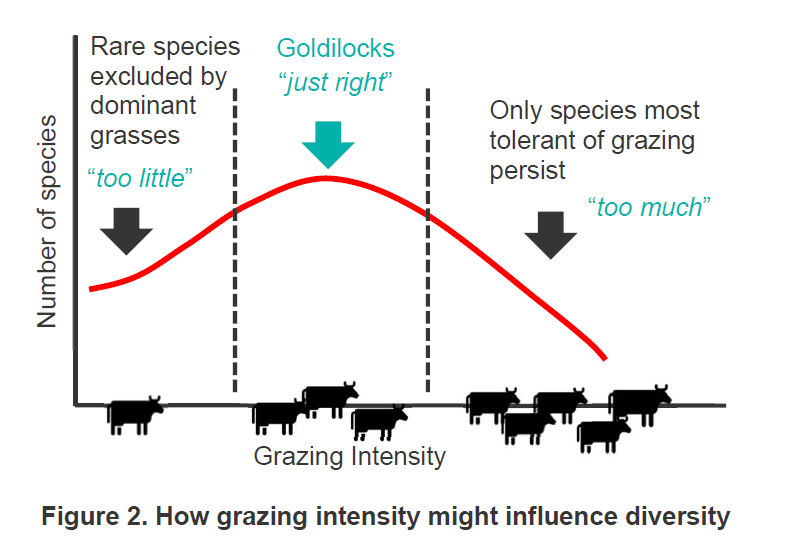 Rare species
excluded by
dominant
grasses
“too little”
Goldilocks
“just right”
Only species most
tolerant of grazing
persist
“too much”
Number of species
Grazing Intensity
Figure 2. How grazing intensity might influence diversity